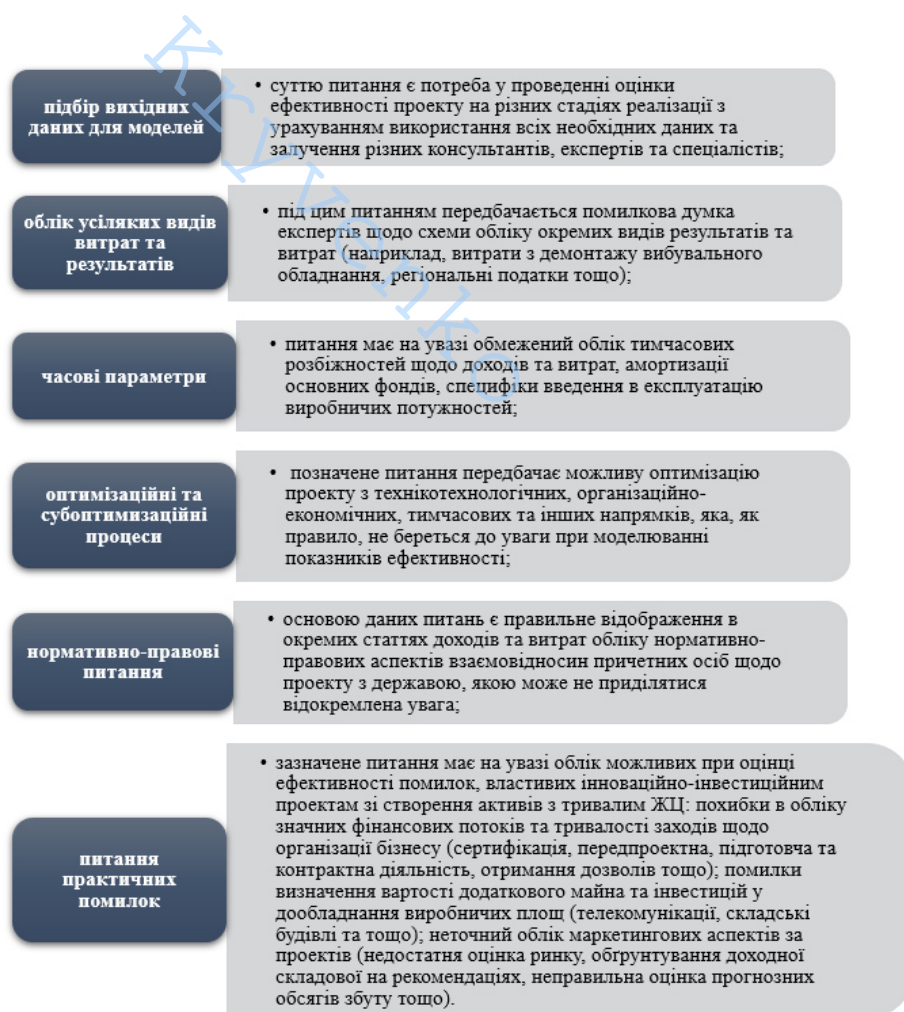 підбір вихідних
даних для моделей
• суттю питання є потреба у проведенні оцінки
ефективності проекту на різних стадіях реалізації з
урахуванням використання всіх необхідних даних та
залучення різних консультантів, експертів та спеціалістів;
облік усіляких видів
витрат та
результатів
• під цим питанням передбачається помилкова думка
експертів щодо схеми обліку окремих видів результатів та
витрат (наприклад, витрати з демонтажу вибувального
обладнання, регіональні податки тощо);
часові параметри
• питання має на увазі обмежений облік тимчасових
розбіжностей щодо доходів та витрат, амортизації
основних фондів, специфіки введення в експлуатацію
виробничих потужностей;
оптимізаційні та
субоптимизаційні
процеси
• позначене питання передбачає можливу оптимізацію
проекту з технікотехнологічних, організаційно-
економічних, тимчасових та інших напрямків, яка, як
правило, не береться до уваги при моделюванні
показників ефективності;
нормативно-правові
питання
• основою даних питань є правильне відображення в
окремих статтях доходів та витрат обліку нормативно-
правових аспектів взаємовідносин причетних осіб щодо
проекту з державою, якою може не приділятися
відокремлена увага;
питання
практичних
помилок
• зазначене питання має на увазі облік можливих при оцінці
ефективності помилок, властивих інноваційно-інвестиційним
проектам зі створення активів з тривалим ЖЦ: похибки в обліку
значних фінансових потоків та тривалості заходів щодо
організації бізнесу (сертифікація, передпроектна, підготовча та
контрактна діяльність, отримання дозволів тощо); помилки
визначення вартості додаткового майна та інвестицій у
дообладнання виробничих площ (телекомунікації, складські
будівлі та тощо); неточний облік маркетингових аспектів за
проектів (недостатня оцінка ринку, обґрунтування доходної
складової на рекомендаціях, неправильна оцінка прогнозних
обсягів збуту тощо).
Kryvenko